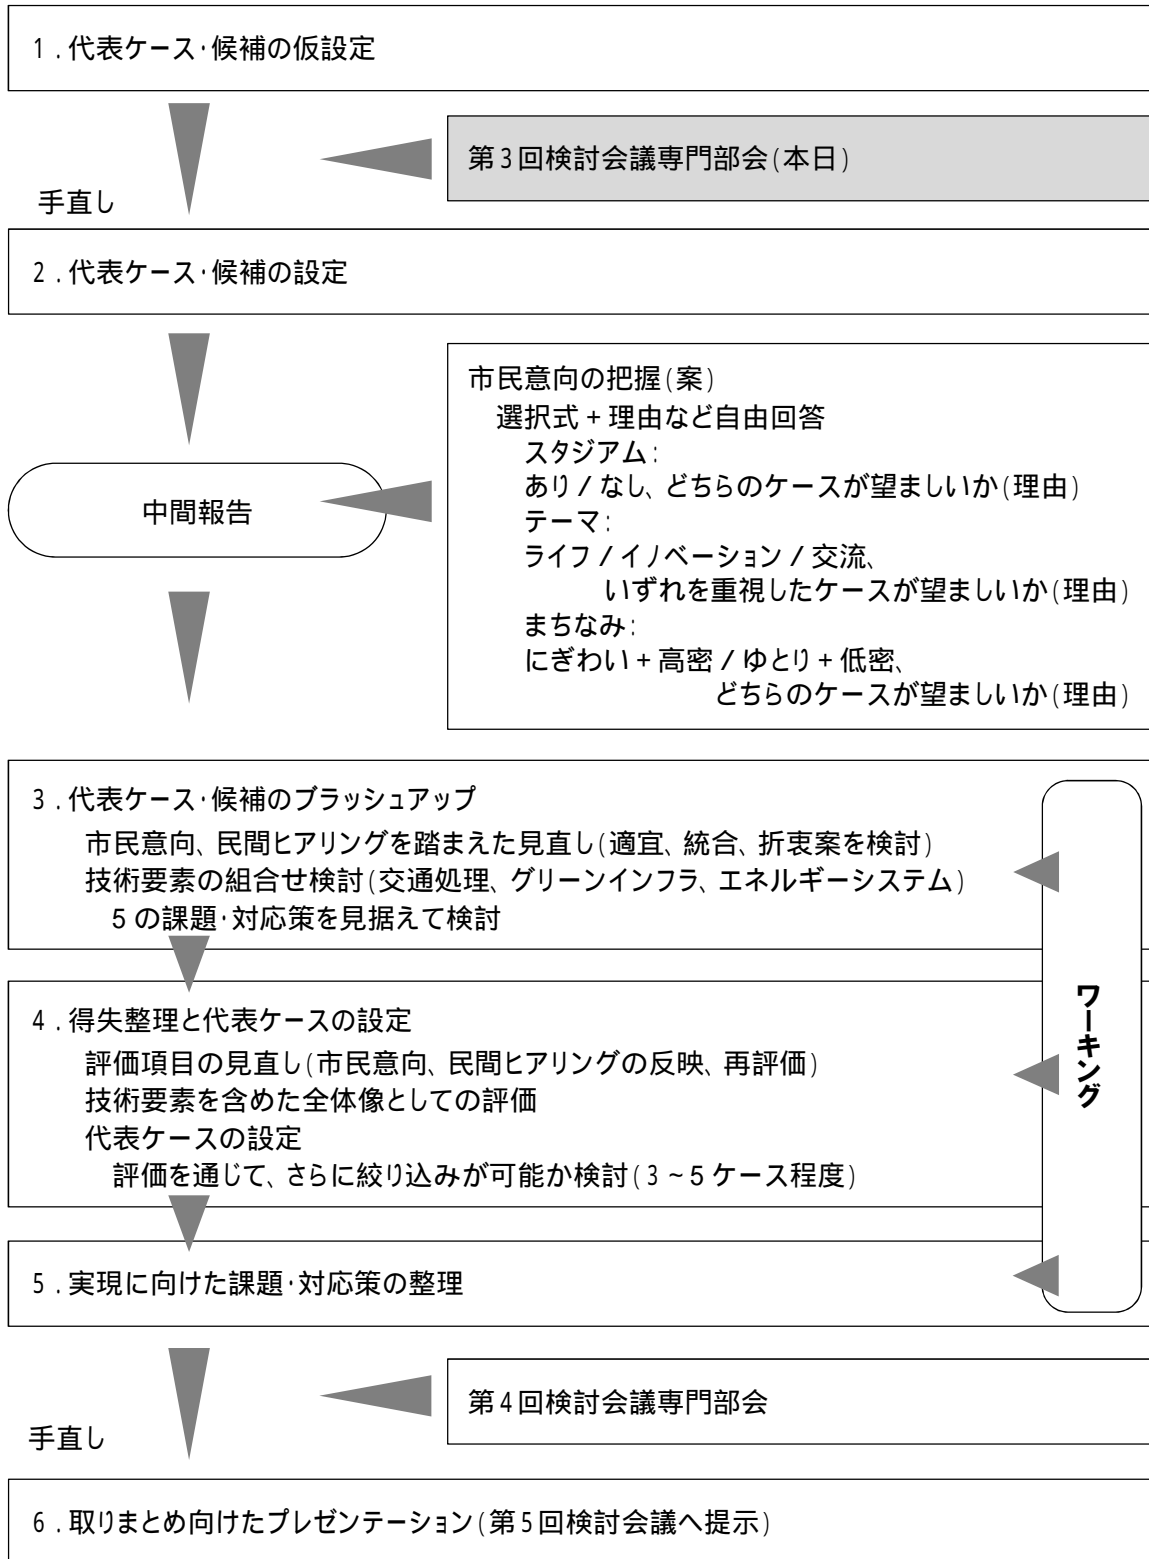 1．代表ケース・候補の仮設定
第3回検討会議専門部会(本日)
手直し
2．代表ケース・候補の設定
市民意向の把握(案)
選択式+理由など自由回答
スタジアム:
あり/なし、どちらのケースが望ましいか(理由)
テーマ:
ライフ/イノベーション/交流、
いずれを重視したケースが望ましいか(理由)
まちなみ:
にぎわい+高密/ゆとり+低密、
どちらのケースが望ましいか(理由)
中間報告
3．代表ケース・候補のブラッシュアップ
市民意向、民間ヒアリングを踏まえた見直し(適宜、統合、折衷案を検討)
技術要素の組合せ検討(交通処理、グリーンインフラ、エネルギーシステム)
5の課題・対応策を見据えて検討
ワーキング
4．得失整理と代表ケースの設定
評価項目の見直し(市民意向、民間ヒアリングの反映、再評価)
技術要素を含めた全体像としての評価
代表ケースの設定
評価を通じて、さらに絞り込みが可能か検討(3~5ケース程度)
5．実現に向けた課題・対応策の整理
第4回検討会議専門部会
手直し
6．取りまとめ向けたプレゼンテーション(第5回検討会議へ提示)